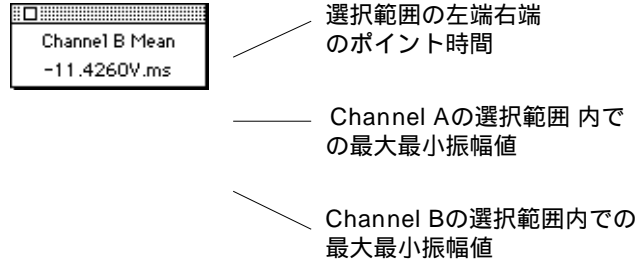 Channel B Mean
-11.4260V.ms
選択範囲の左端右端
のポイント時間
Channel Aの選択範囲 内で
の最大最小振幅値
Channel Bの選択範囲内での
最大最小振幅値